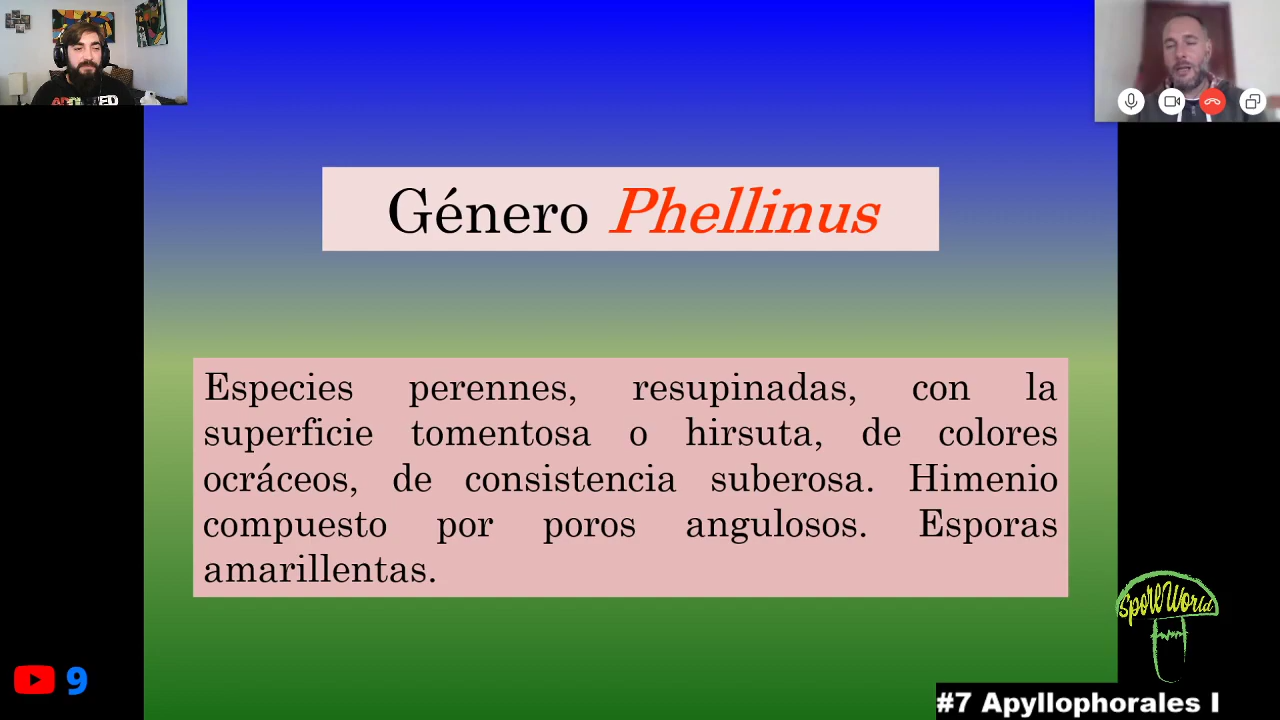 Género Phellinus
Especies perennes, resupinadas, con la
superficie tomentosa o hirsuta, de colores
ocráceos, de consistencia suberosa. Himenio
compuesto por poros angulosos. Esporas
amarillentas.
SporeWorld
9
#7 Apyllophorales I